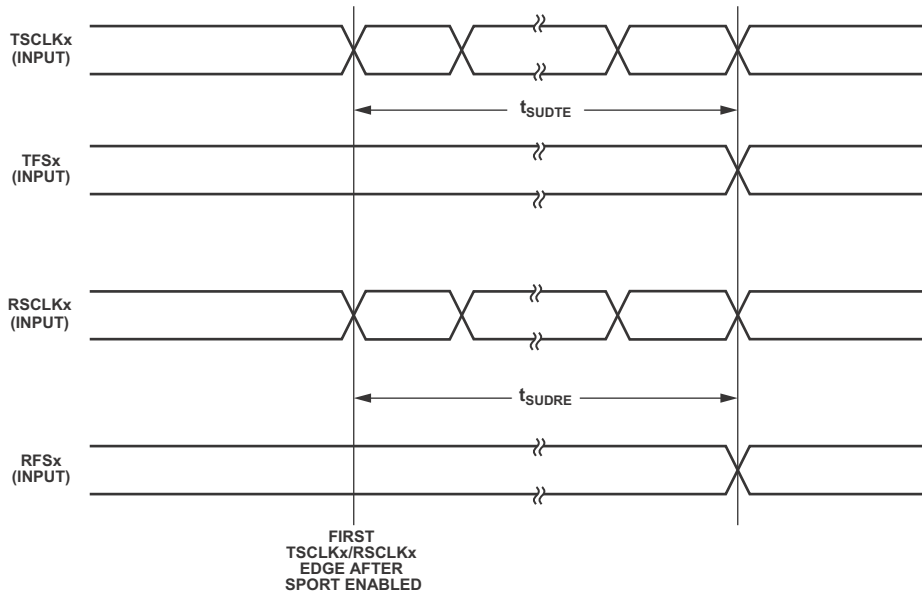 TSCLKx
(INPUT)
tSUDTE
TFSx
(INPUT)
RSCLKx
(INPUT)
tSUDRE
RFSx
(INPUT)
FIRST
TSCLKx/RSCLKx
EDGE AFTER
SPORT ENABLED